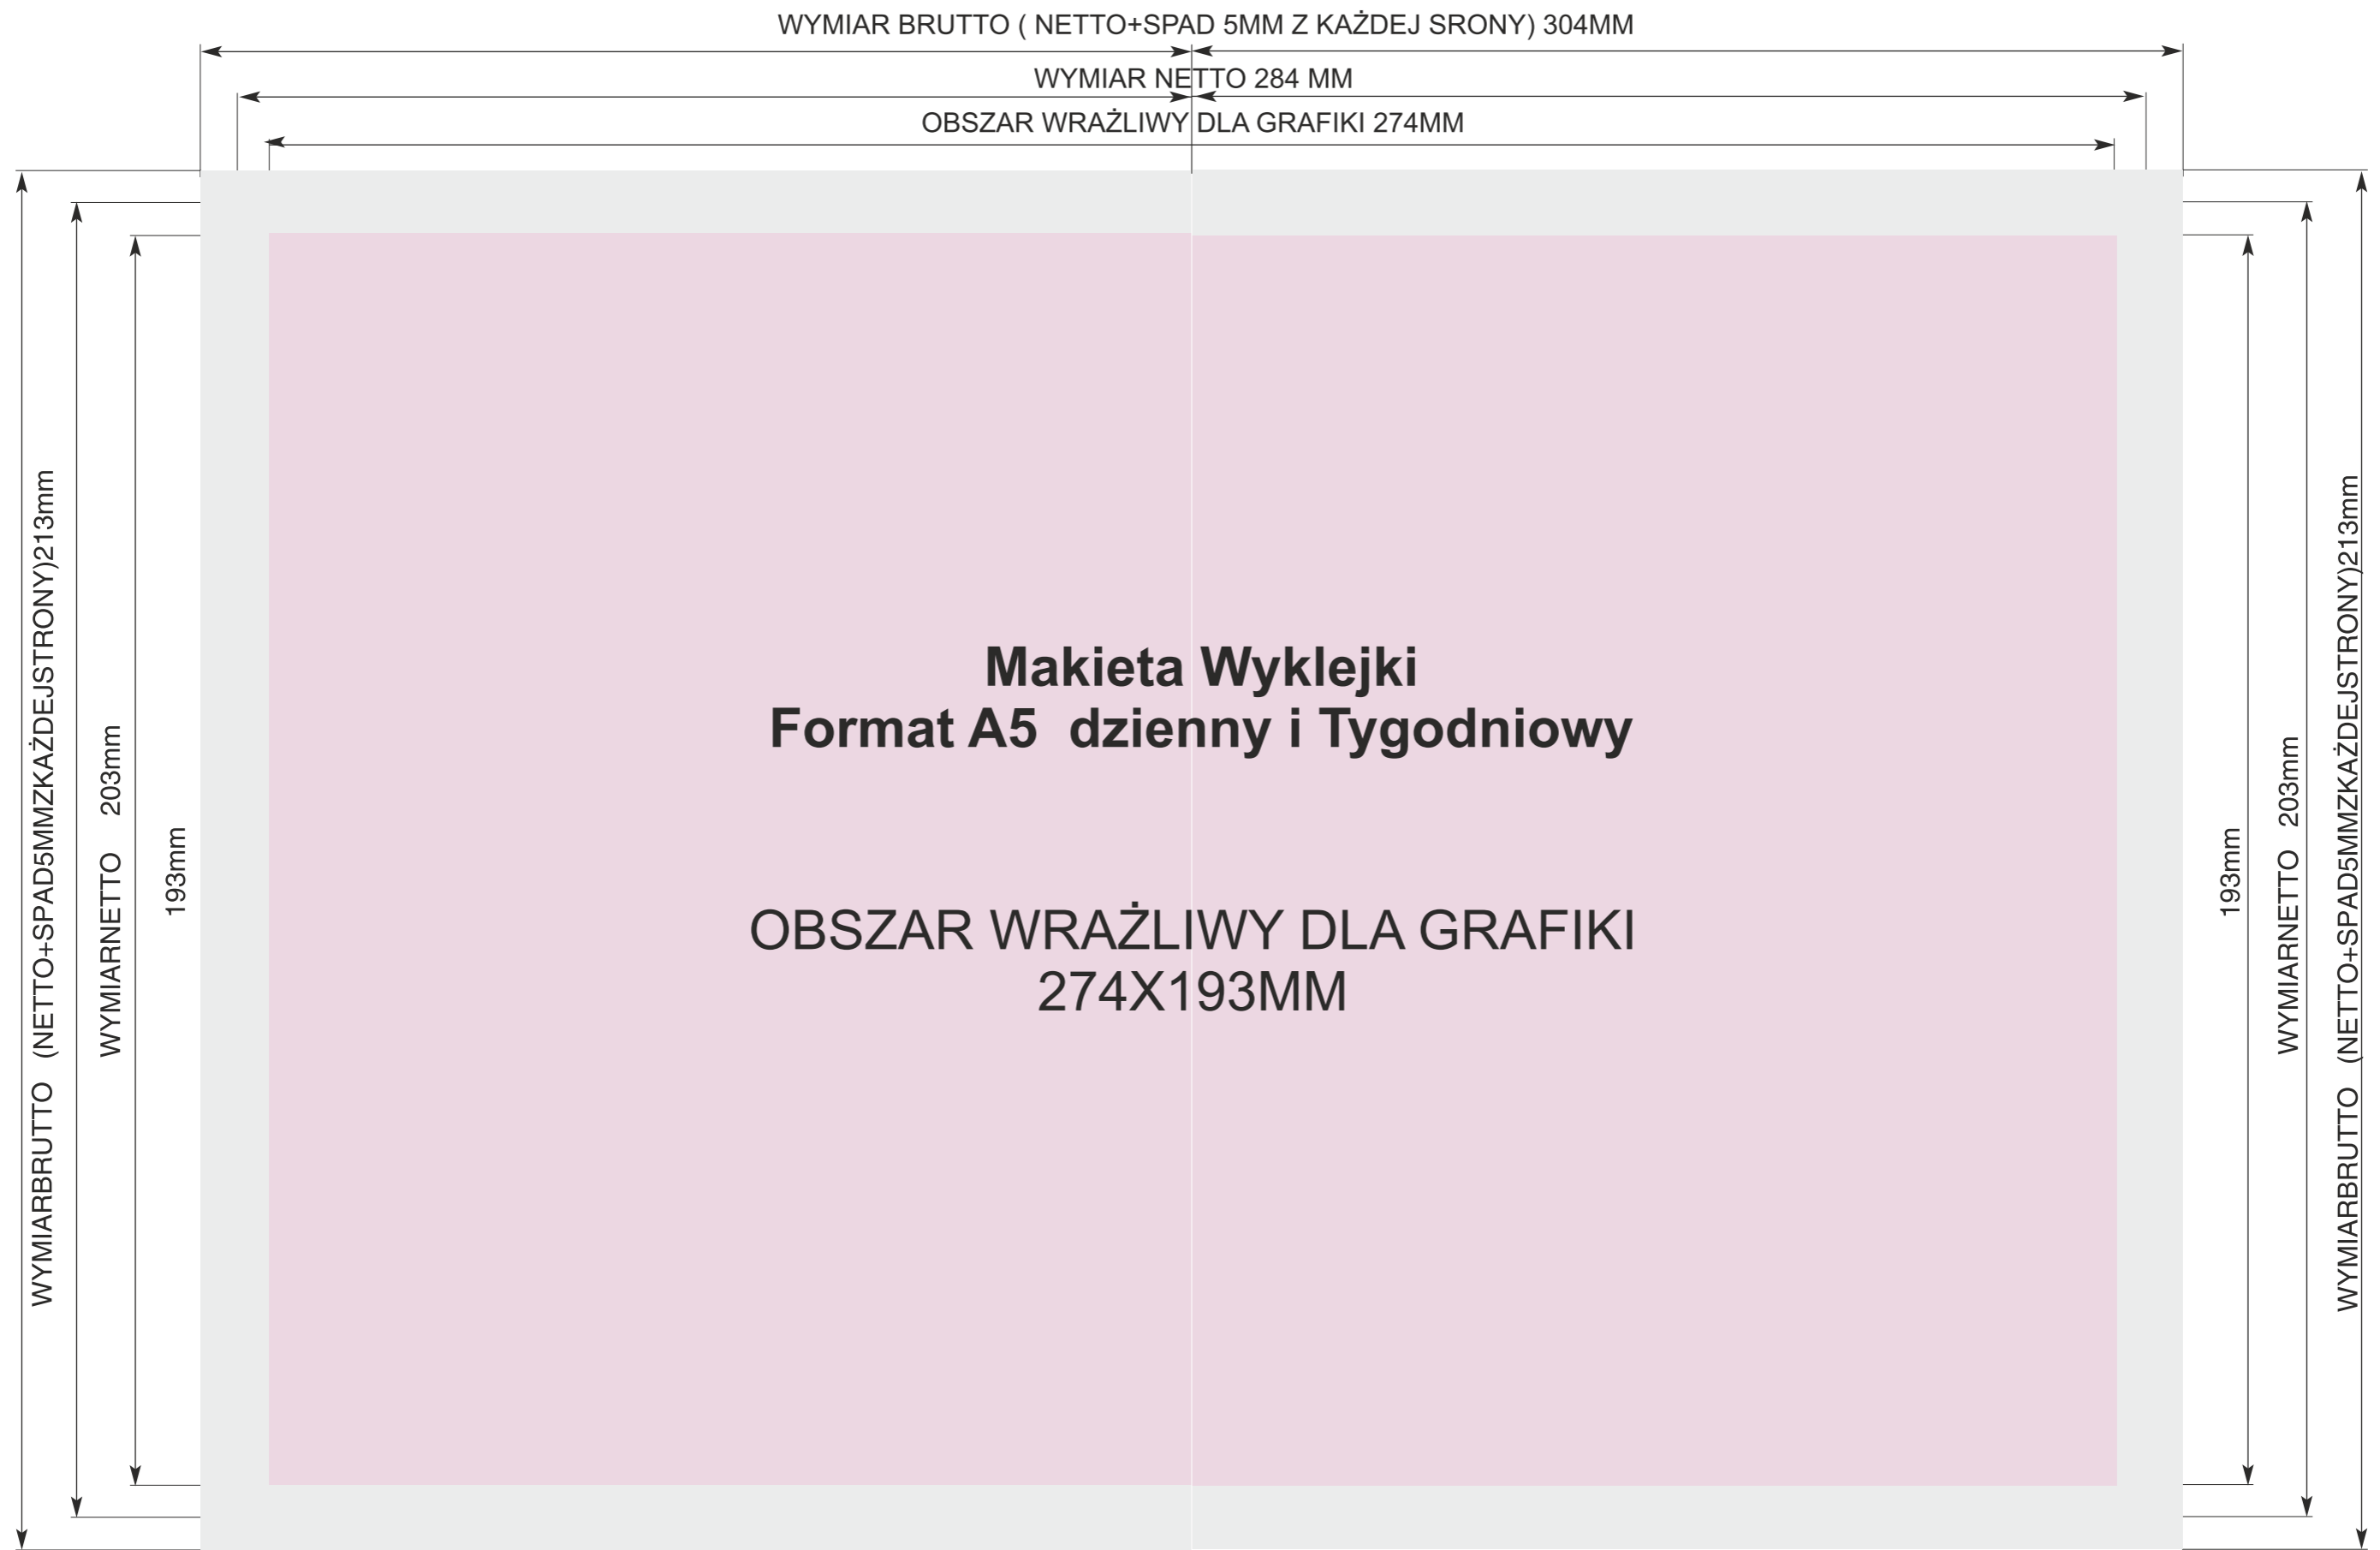 WYMIAR BRUTTO ( NETTO+SPAD 5MM Z KAŻDEJ SRONY) 304MM
WYMIAR NETTO 284 MM
OBSZAR WRAŻLIWY DLA GRAFIKI 274MM
WYMIARBRUTTO (NETTO+SPAD5MMZKAŻDEJSTRONY)213mm
WYMIARNETTO 203mm
193mm
Makieta Wyklejki
Format A5 dzienny i Tygodniowy
OBSZAR WRAŻLIWY DLA GRAFIKI
274X193MM
193mm
WYMIARNETTO 203mm
WYMIARBRUTTO (NETTO+SPAD5MMZKAŻDEJSTRONY)213mm